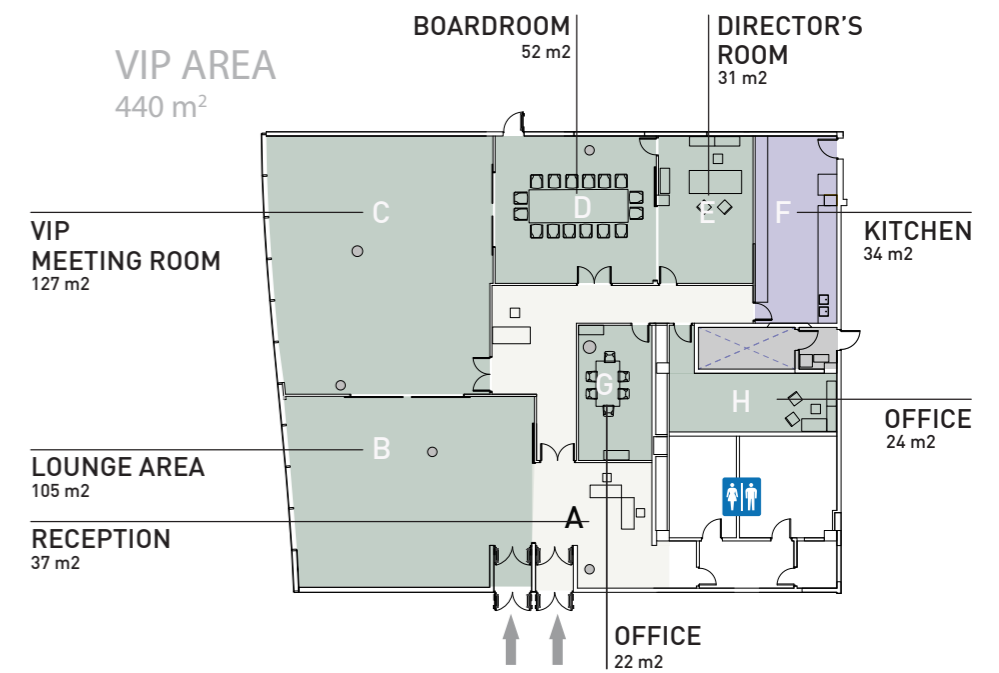 BOARDROOM
52 m2
DIRECTOR'S
ROOM
31 m2
VIP AREA
440 m²
C
D
E
F
VIP
MEETING ROOM
127 m2
KITCHEN
34 m2
G
H
OFFICE
24 m2
B
LOUNGE AREA
105 m2
A
RECEPTION
37 m2
OFFICE
22 m2